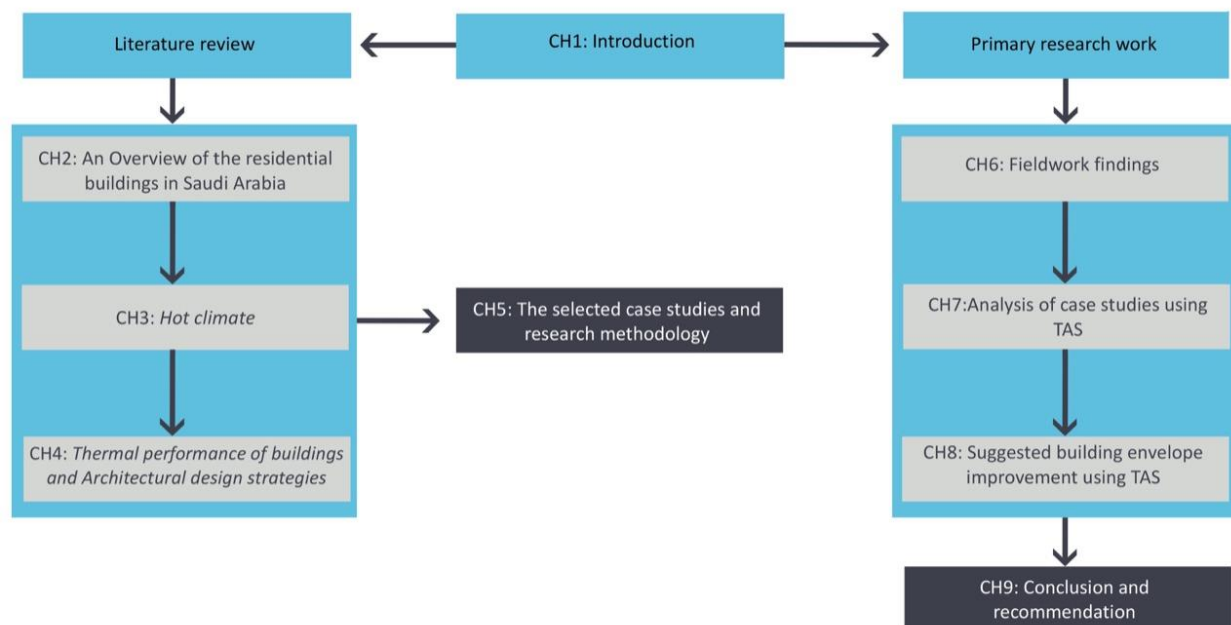 Literature review
CH1: Introduction
Primary research work
CH2: An Overview of the residential
buildings in Saudi Arabia
CH3: Hot climate
CH4: Thermal performance of buildings
and Architectural design strategies
CH5: The selected case studies and
research methodology
CH6: Fieldwork findings
CH7:Analysis of case studies using
TAS
CH8: Suggested building envelope
improvement using TAS
CH9: Conclusion and
recommendation